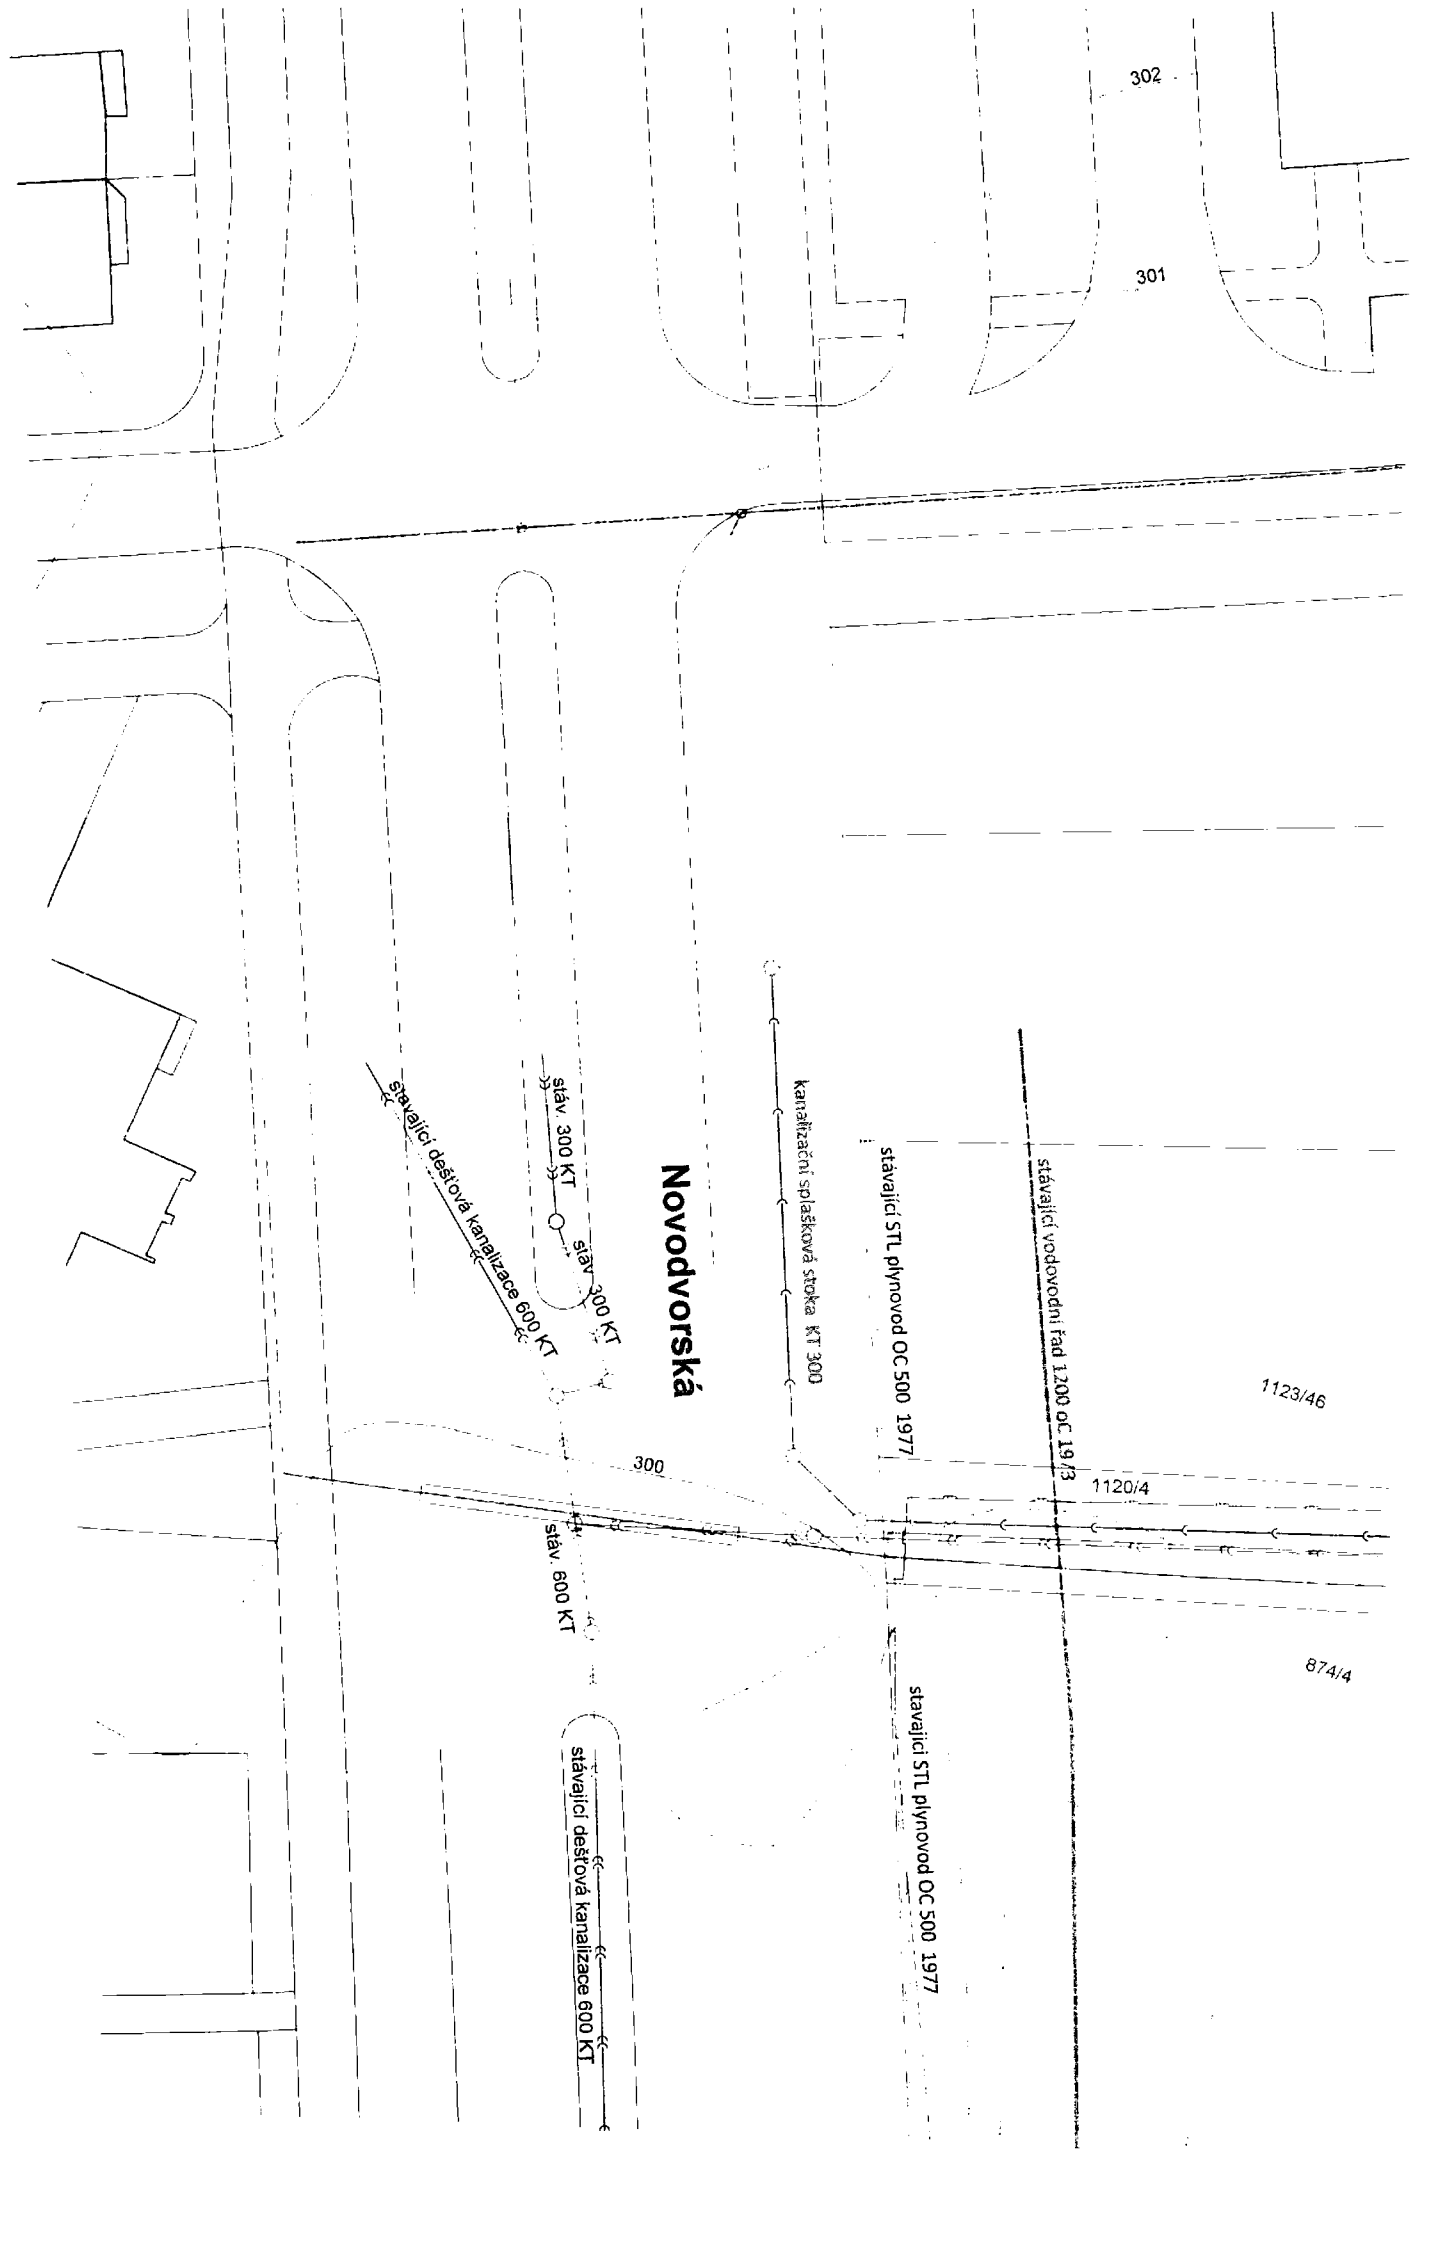 302
301
stávající dešťová kanalizace 600 KT
stáv. 300 KT
stáv 300 KT
Novodvorská
kanalizační splašková stoka KT 300
stávající STL plynovod OC 500 1977
stávající vodovodní řad 1200 oC 19/3
1123/46
300
1120/4
stáv. 600 KT
874/4
stavajici STL plynovod OC 500 1977
stávající dešťová kanalizace 600 KT